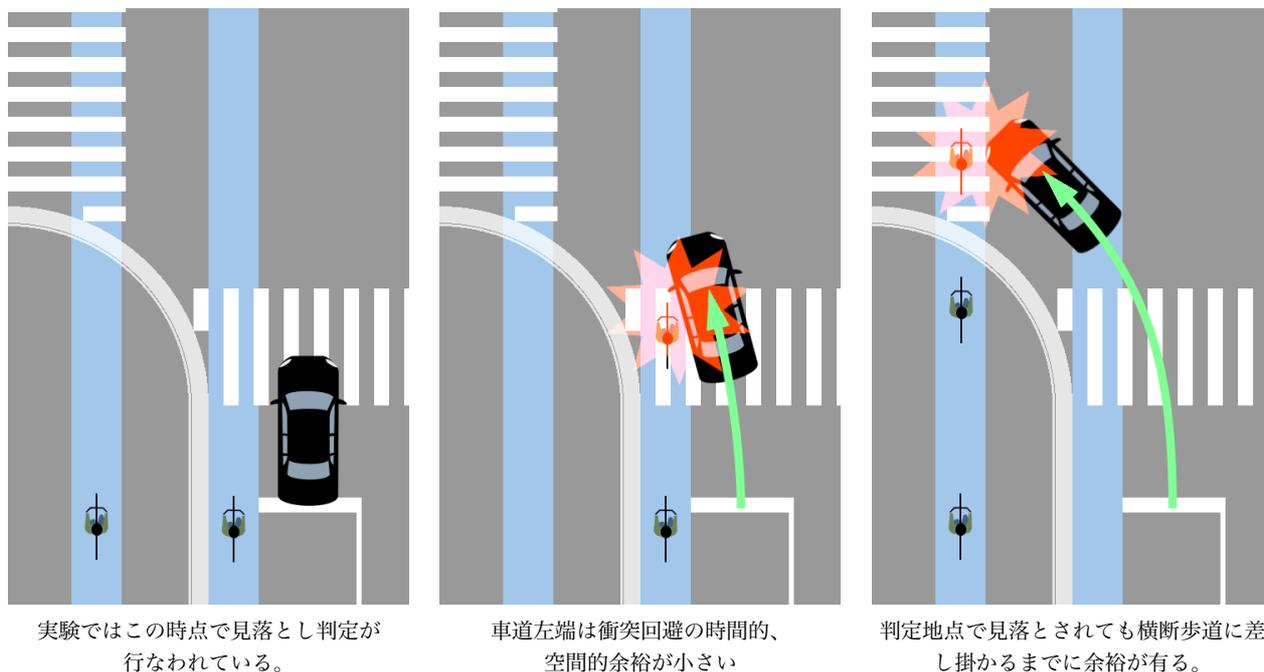 実験ではこの時点で見落とし判定が
行なわれている。
車道左端は衝突回避の時間的、
空間的余裕が小さい
判定地点で見落とされても横断歩道に差
し掛かるまでに余裕が有る。